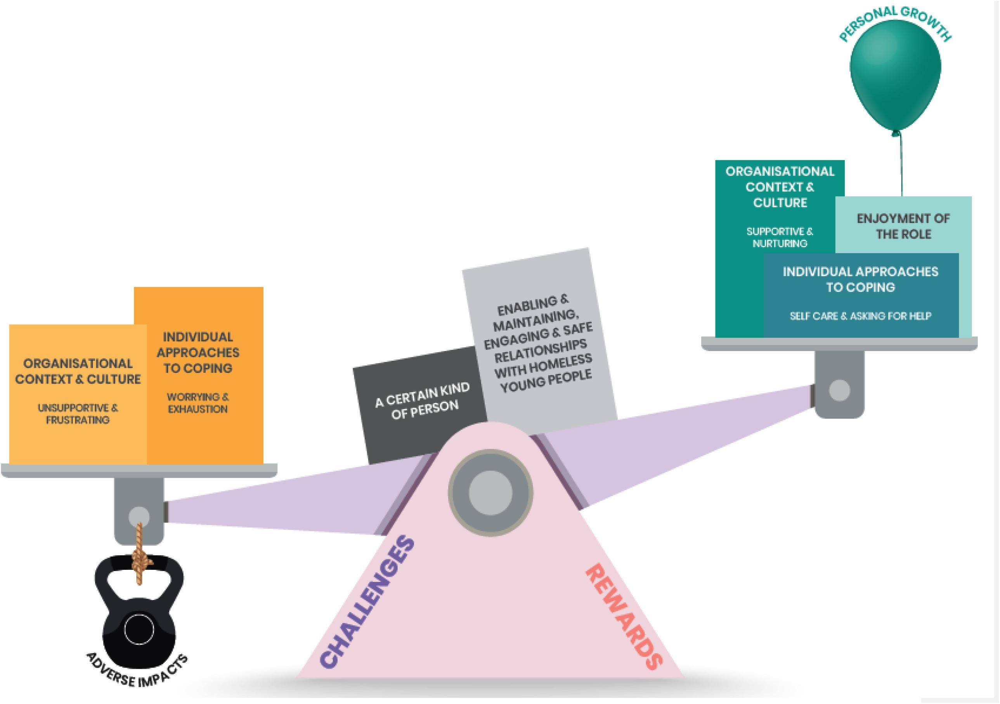 PERSONAL GROWTH
ORGANISATIONAL
CONTEXT &
CULTURE
SUPPORTIVE &
NURTURING
ENJOYMENT OF
THE ROLE
INDIVIDUAL APPROACHES
TO COPING
SELF CARE & ASKING FOR HELP
ENABLING &
MAINTAINING,
ENGAGING & SAFE
RELATIONSHIPS
WITH HOMELESS
YOUNG PEOPLE
A CERTAIN KIND
OF PERSON
INDIVIDUAL
APPROACHES
TO COPING
WORRYING &
EXHAUSTION
ORGANISATIONAL
CONTEXT & CULTURE
UNSUPPORTIVE &
FRUSTRATING
CHALLENGES
REWARDS
ADVERSE IMPACTS